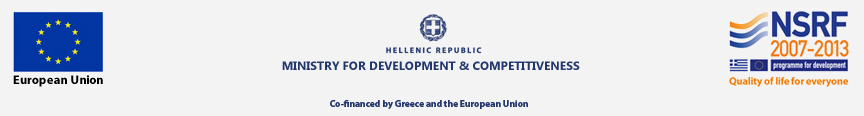 European Union
HELLENIC REPUBLIC
MINISTRY FOR DEVELOPMENT & COMPETITIVENESS
Co-financed by Greece and the European Union
NSRF
2007-2013
programme for development
Quality of life for everyone